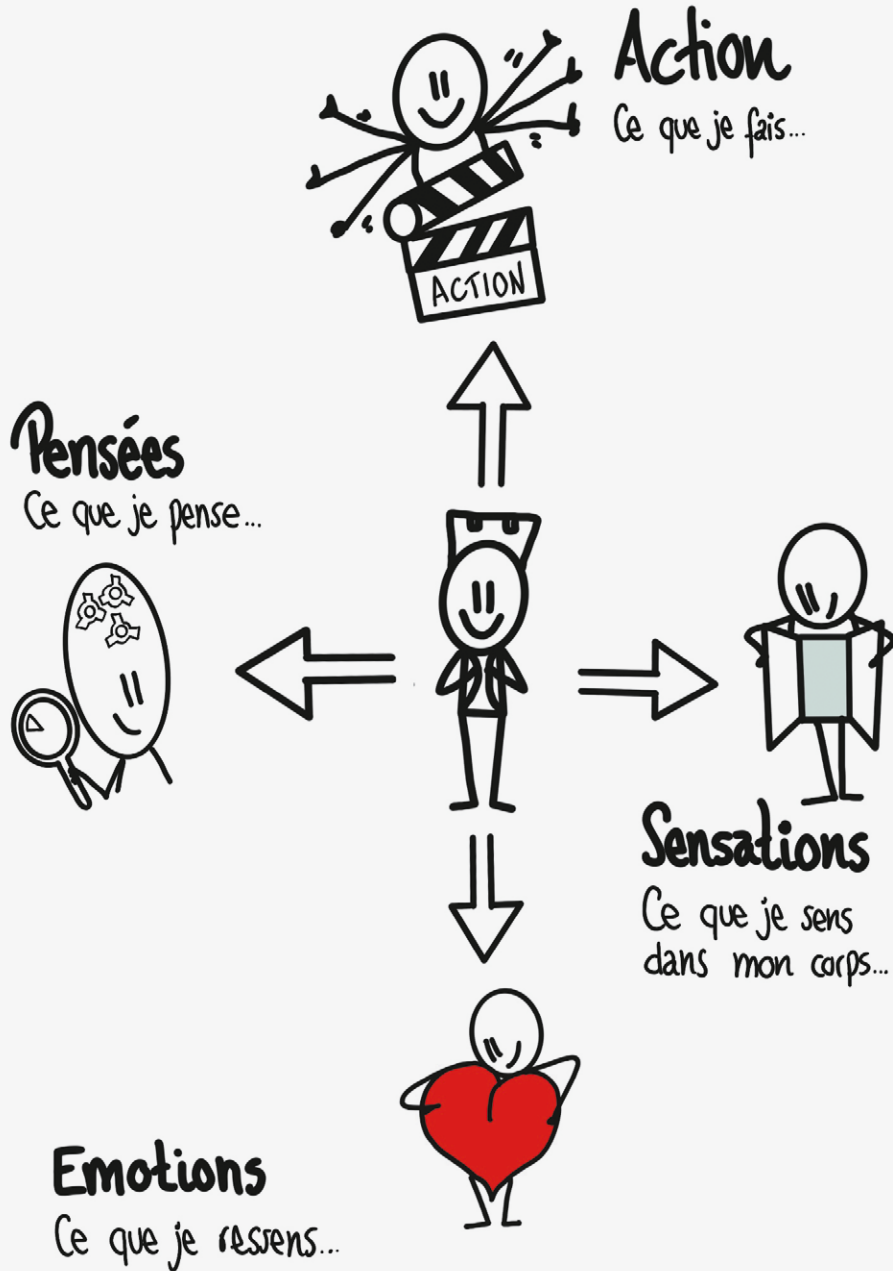 Action
Ce que je fais...
ACTION
Pensées
Ce que je pense...
Sensations
Ce que je sens
dans mon corps...
Emotions
Ce que je ressens...